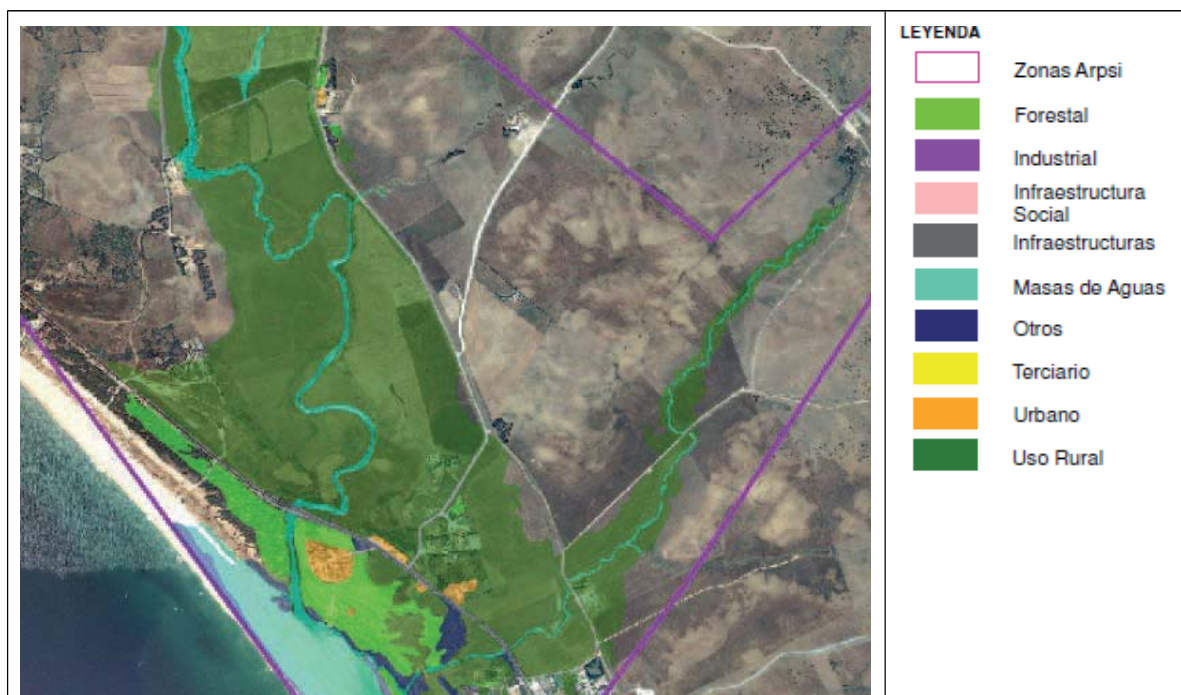 LEYENDA
Zonas Arpsi
Forestal
Industrial
Infraestructura
Social
Infraestructuras
Masas de Aguas
Otros
Terciario
Urbano
Uso Rural